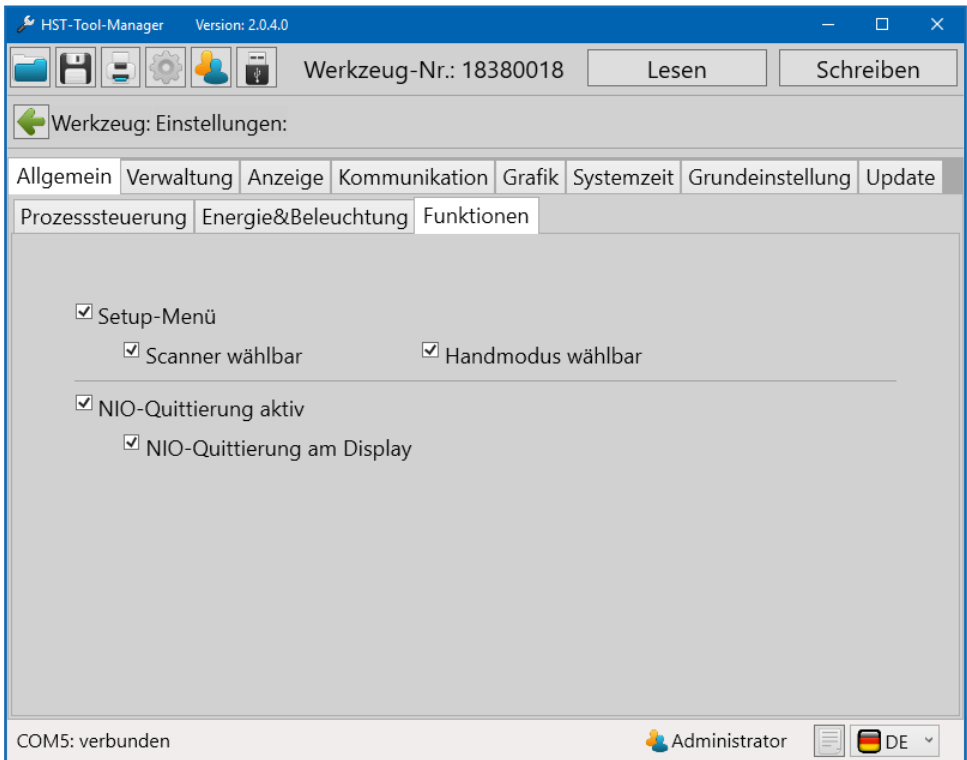 HST-Tool-Manager Version: 2.0.4.0
Werkzeug-Nr.: 18380018 Lesen Schreiben
Werkzeug: Einstellungen:
Allgemein Verwaltung Anzeige Kommunikation Grafik Systemzeit Grundeinstellung Update
Prozesssteuerung Energie&Beleuchtung Funktionen
Setup-Menü
Scanner wählbar Handmodus wählbar
NIO-Quittierung aktiv
NIO-Quittierung am Display
COM5: verbunden Administrator DE